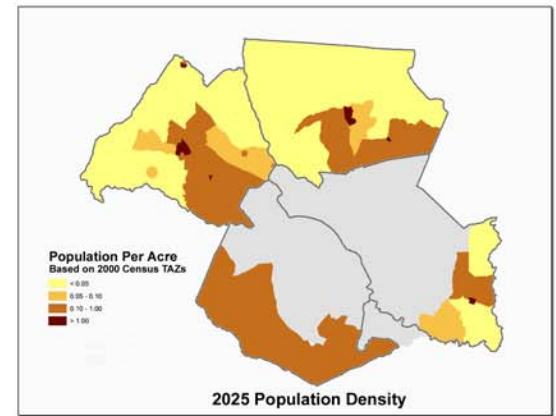 Population Per Acre
Based on 2000 Census TAZs
< 0.05
0.05 - 0.10
0.10 - 1.00
> 1.00
2025 Population Density